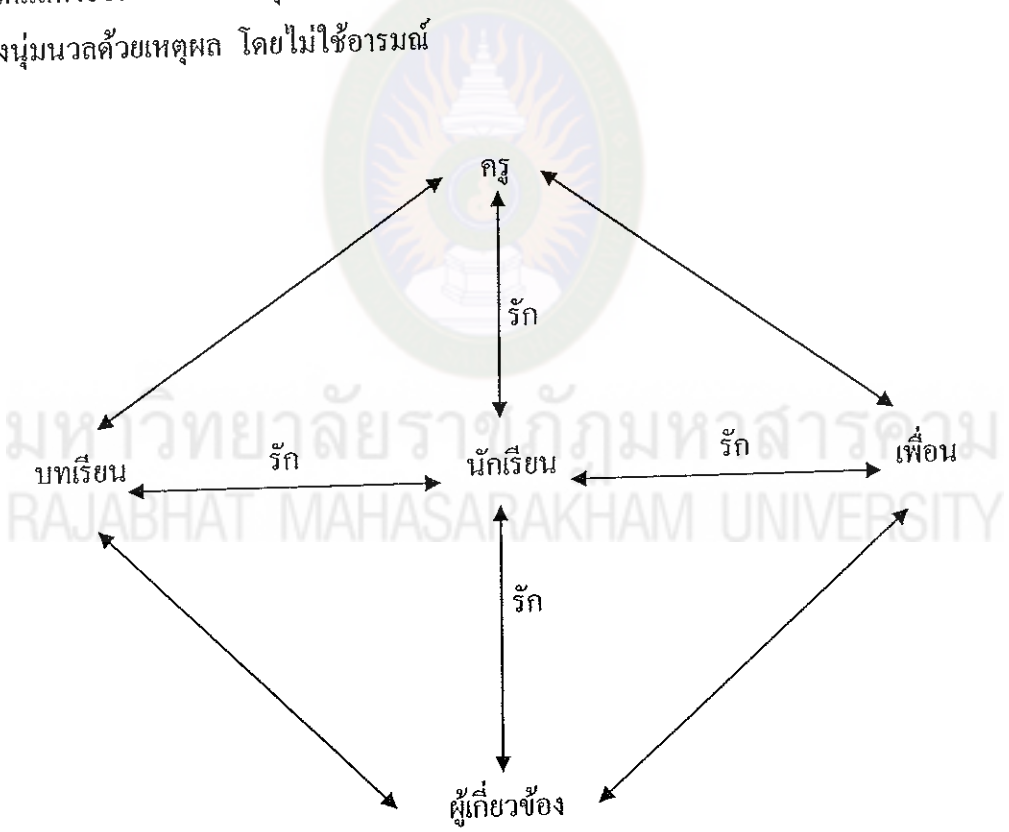 งนุ่มนวลด้วยเหตุผล โดยไม่ใช้อารมณ์
ครู
รัก
มหาวิทยาลัยราชภัฏมหาสารคาม
บทเรียน รัก นักเรียน รัก เพื่อน
RAJABHAT MAHASARAKHAM UNIVERSITY
รัก
ผู้เกี่ยวข้อง